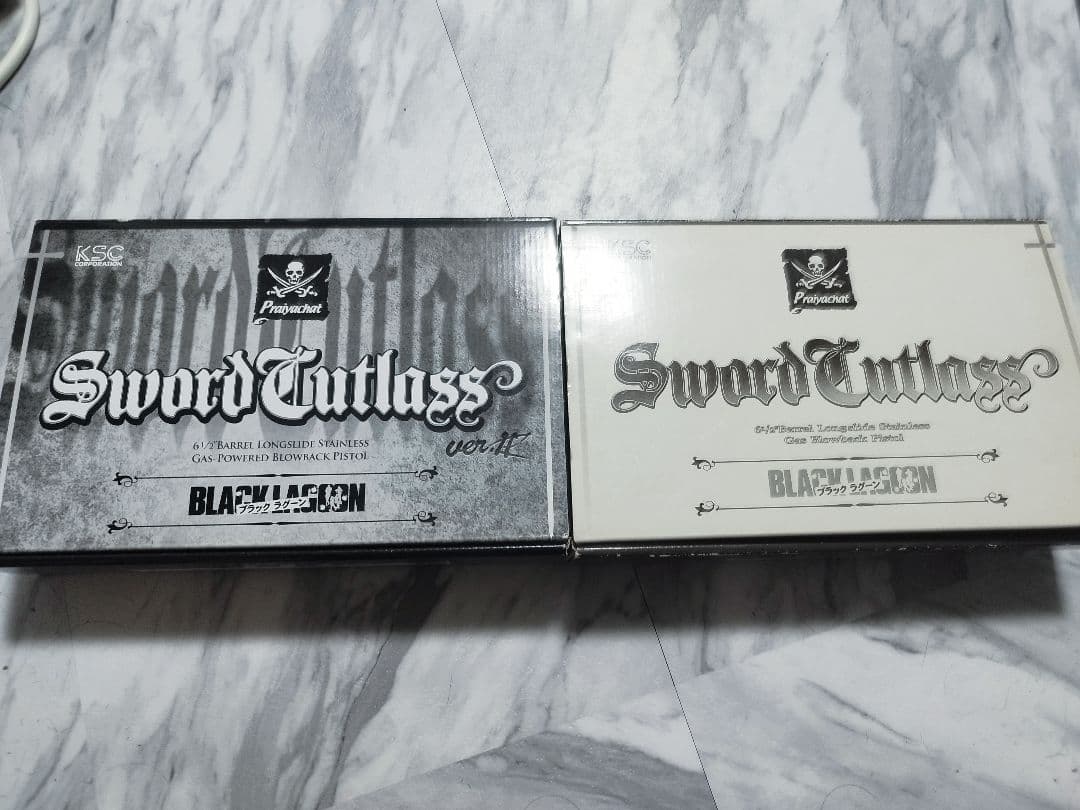 KSC
CORPORATION
Praiyachat
Sword Cutlass
6 1/2" BARREL LONGSLIDE STAINLESS
GAS-POWERED BLOWBACK PISTOL
BLACK LAGOON
ブラック ラグーン
KSC
CORPORATION
Praiyachat
Sword Cutlass
6 1/2" Barrel Longslide Stainless
Gas Blowback Pistol
BLACK LAGOON
ブラック ラグーン